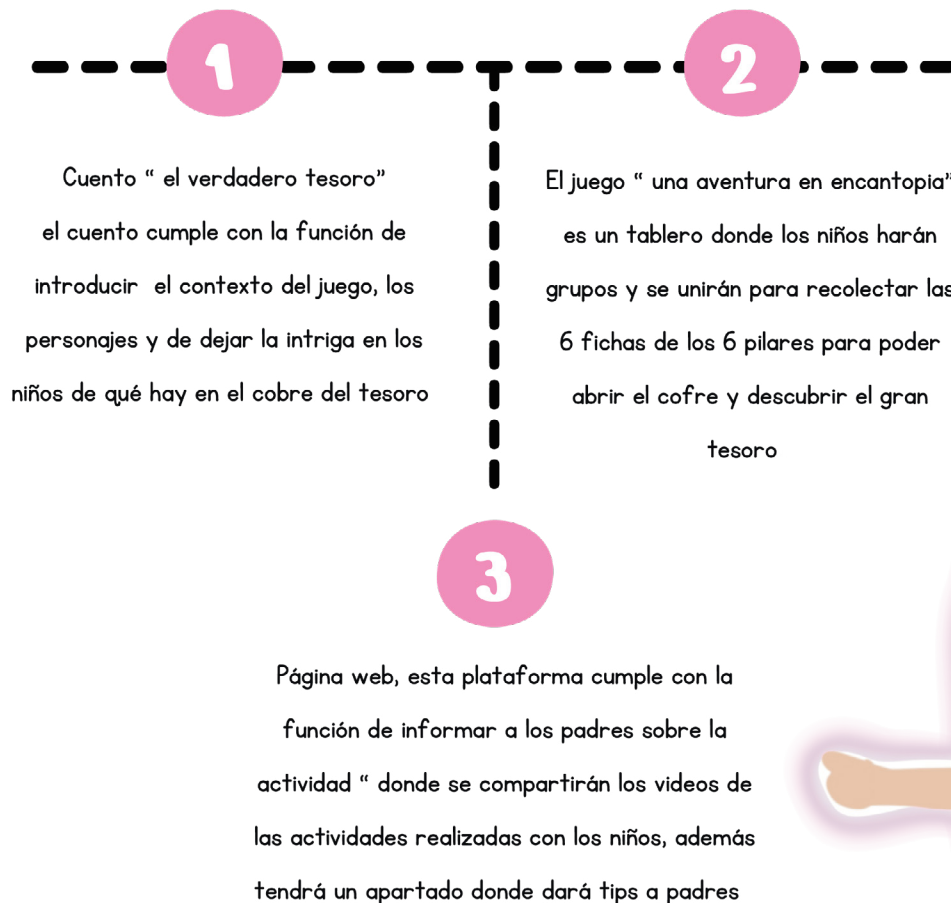 1
Cuento “ el verdadero tesoro”
el cuento cumple con la función de
introducir el contexto del juego, los
personajes y de dejar la intriga en los
niños de qué hay en el cobre del tesoro
2
El juego “ una aventura en encantopia”
es un tablero donde los niños harán
grupos y se unirán para recolectar las
6 fichas de los 6 pilares para poder
abrir el cofre y descubrir el gran
tesoro
3
Página web, esta plataforma cumple con la
función de informar a los padres sobre la
actividad “ donde se compartirán los videos de
las actividades realizadas con los niños, además
tendrá un apartado donde dará tips a padres